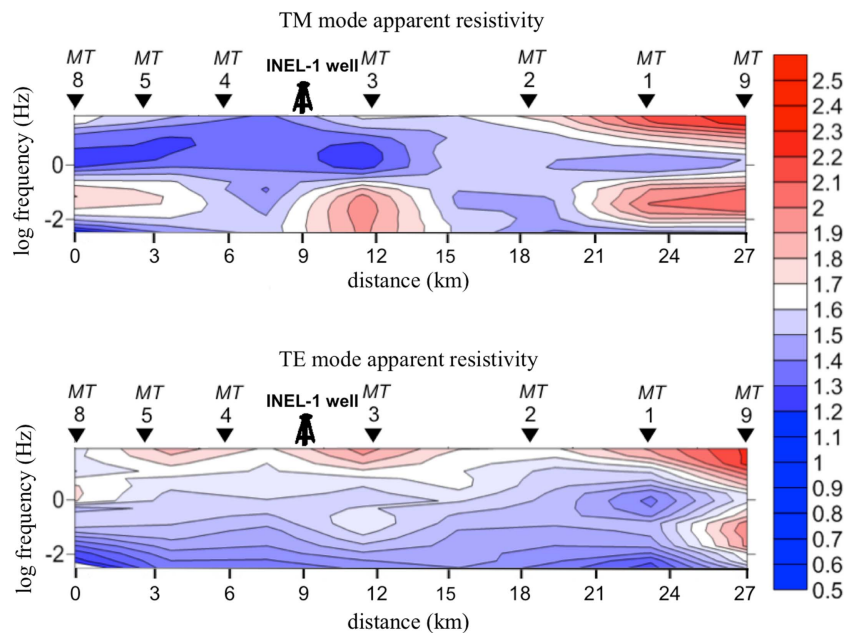 TM mode apparent resistivity
MT MT MT INEL-1 well MT MT MT MT
8 5 4 3 2 1 9
log frequency (Hz)
0
-2
0 3 6 9 12 15 18 21 24 27
distance (km)
TE mode apparent resistivity
MT MT MT INEL-1 well MT MT MT MT
8 5 4 3 2 1 9
log frequency (Hz)
0
-2
0 3 6 9 12 15 18 21 24 27
distance (km)
2.5
2.4
2.3
2.2
2.1
2
1.9
1.8
1.7
1.6
1.5
1.4
1.3
1.2
1.1
1
0.9
0.8
0.7
0.6
0.5